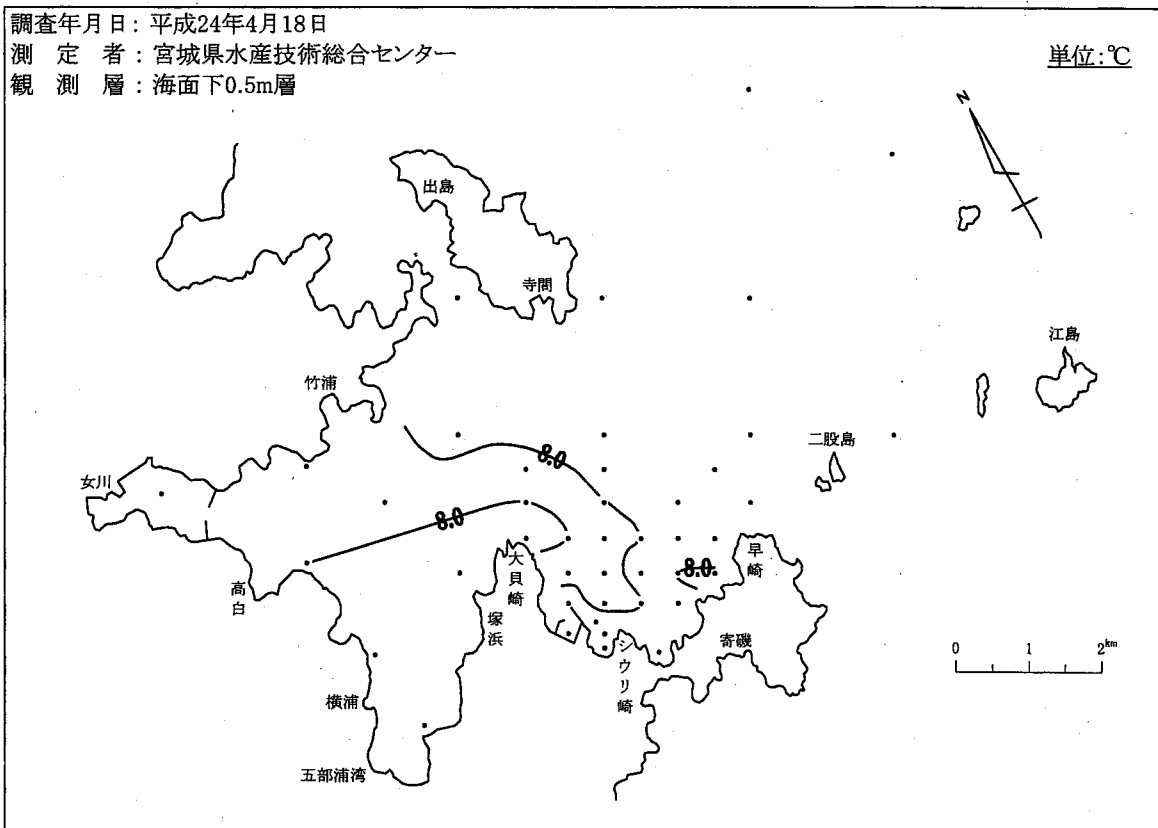 調査年月日：平成24年4月18日
測　定　者：宮城県水産技術総合センター
観　測　層：海面下0.5m層
単位：℃
N
出島
寺間
江島
竹浦
二股島
女川
8.0
8.0
8.0
高白
大貝崎
早崎
塚浜
シウリ崎
寄磯
横浦
五部浦湾
0 1 2km